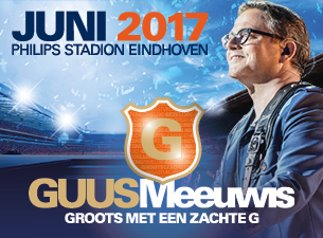 JUNI 2017
PHILIPS STADION EINDHOVEN
G
GUUSMeeuwis
GROOTS MET EEN ZACHTE G